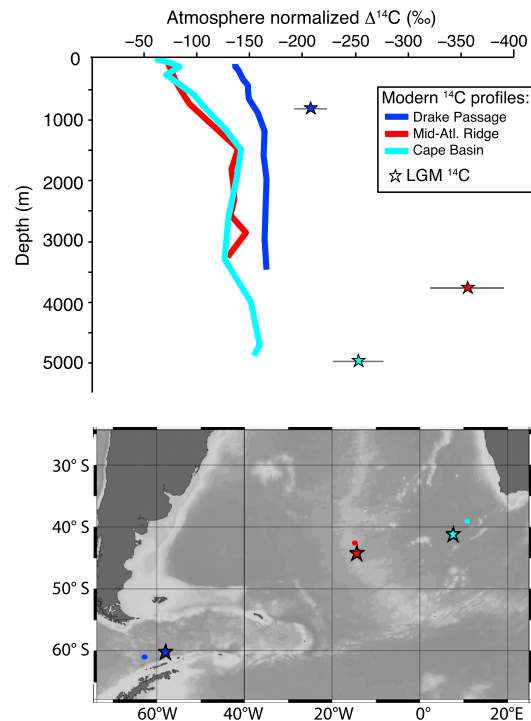 Atmosphere normalized Δ¹⁴C (‰)
−50 −100 −150 −200 −250 −300 −350 −400
0
1000
2000
3000
4000
5000
Depth (m)
Modern ¹⁴C profiles:
Drake Passage
Mid-Atl. Ridge
Cape Basin
LGM ¹⁴C
30° S
40° S
50° S
60° S
60°W 40°W 20°W 0° 20°E